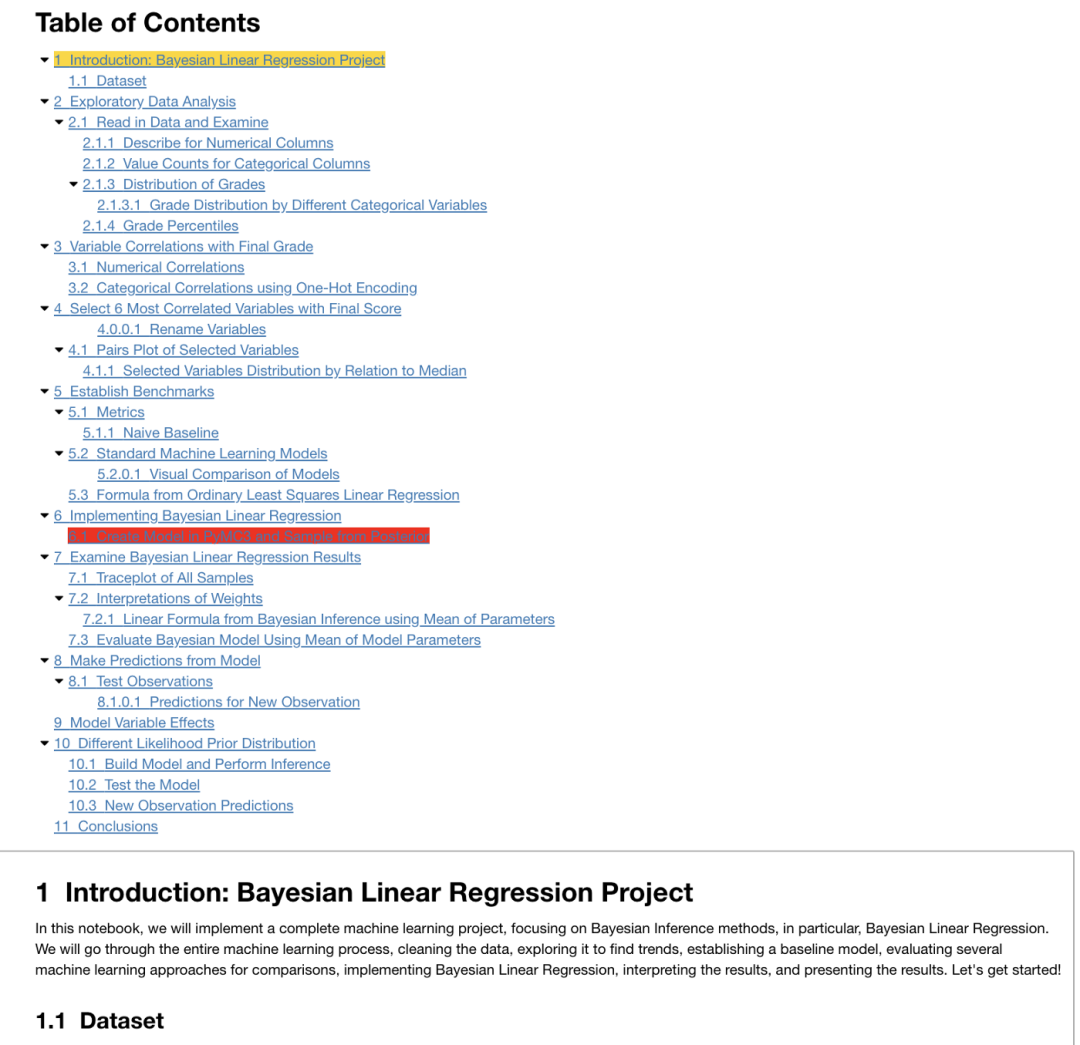 Table of Contents
1 Introduction: Bayesian Linear Regression Project
1.1 Dataset
2 Exploratory Data Analysis
2.1 Read in Data and Examine
2.1.1 Describe for Numerical Columns
2.1.2 Value Counts for Categorical Columns
2.1.3 Distribution of Grades
2.1.3.1 Grade Distribution by Different Categorical Variables
2.1.4 Grade Percentiles
3 Variable Correlations with Final Grade
3.1 Numerical Correlations
3.2 Categorical Correlations using One-Hot Encoding
4 Select 6 Most Correlated Variables with Final Score
4.0.0.1 Rename Variables
4.1 Pairs Plot of Selected Variables
4.1.1 Selected Variables Distribution by Relation to Median
5 Establish Benchmarks
5.1 Metrics
5.1.1 Naive Baseline
5.2 Standard Machine Learning Models
5.2.0.1 Visual Comparison of Models
5.3 Formula from Ordinary Least Squares Linear Regression
6 Implementing Bayesian Linear Regression
6.1 Create Model in PyMC3 and Sample from Posterior
7 Examine Bayesian Linear Regression Results
7.1 Traceplot of All Samples
7.2 Interpretations of Weights
7.2.1 Linear Formula from Bayesian Inference using Mean of Parameters
7.3 Evaluate Bayesian Model Using Mean of Model Parameters
8 Make Predictions from Model
8.1 Test Observations
8.1.0.1 Predictions for New Observation
9 Model Variable Effects
10 Different Likelihood Prior Distribution
10.1 Build Model and Perform Inference
10.2 Test the Model
10.3 New Observation Predictions
11 Conclusions
1 Introduction: Bayesian Linear Regression Project
In this notebook, we will implement a complete machine learning project, focusing on Bayesian Inference methods, in particular, Bayesian Linear Regression.
We will go through the entire machine learning process, cleaning the data, exploring it to find trends, establishing a baseline model, evaluating several
machine learning approaches for comparisons, implementing Bayesian Linear Regression, interpreting the results, and presenting the results. Let's get started!
1.1 Dataset